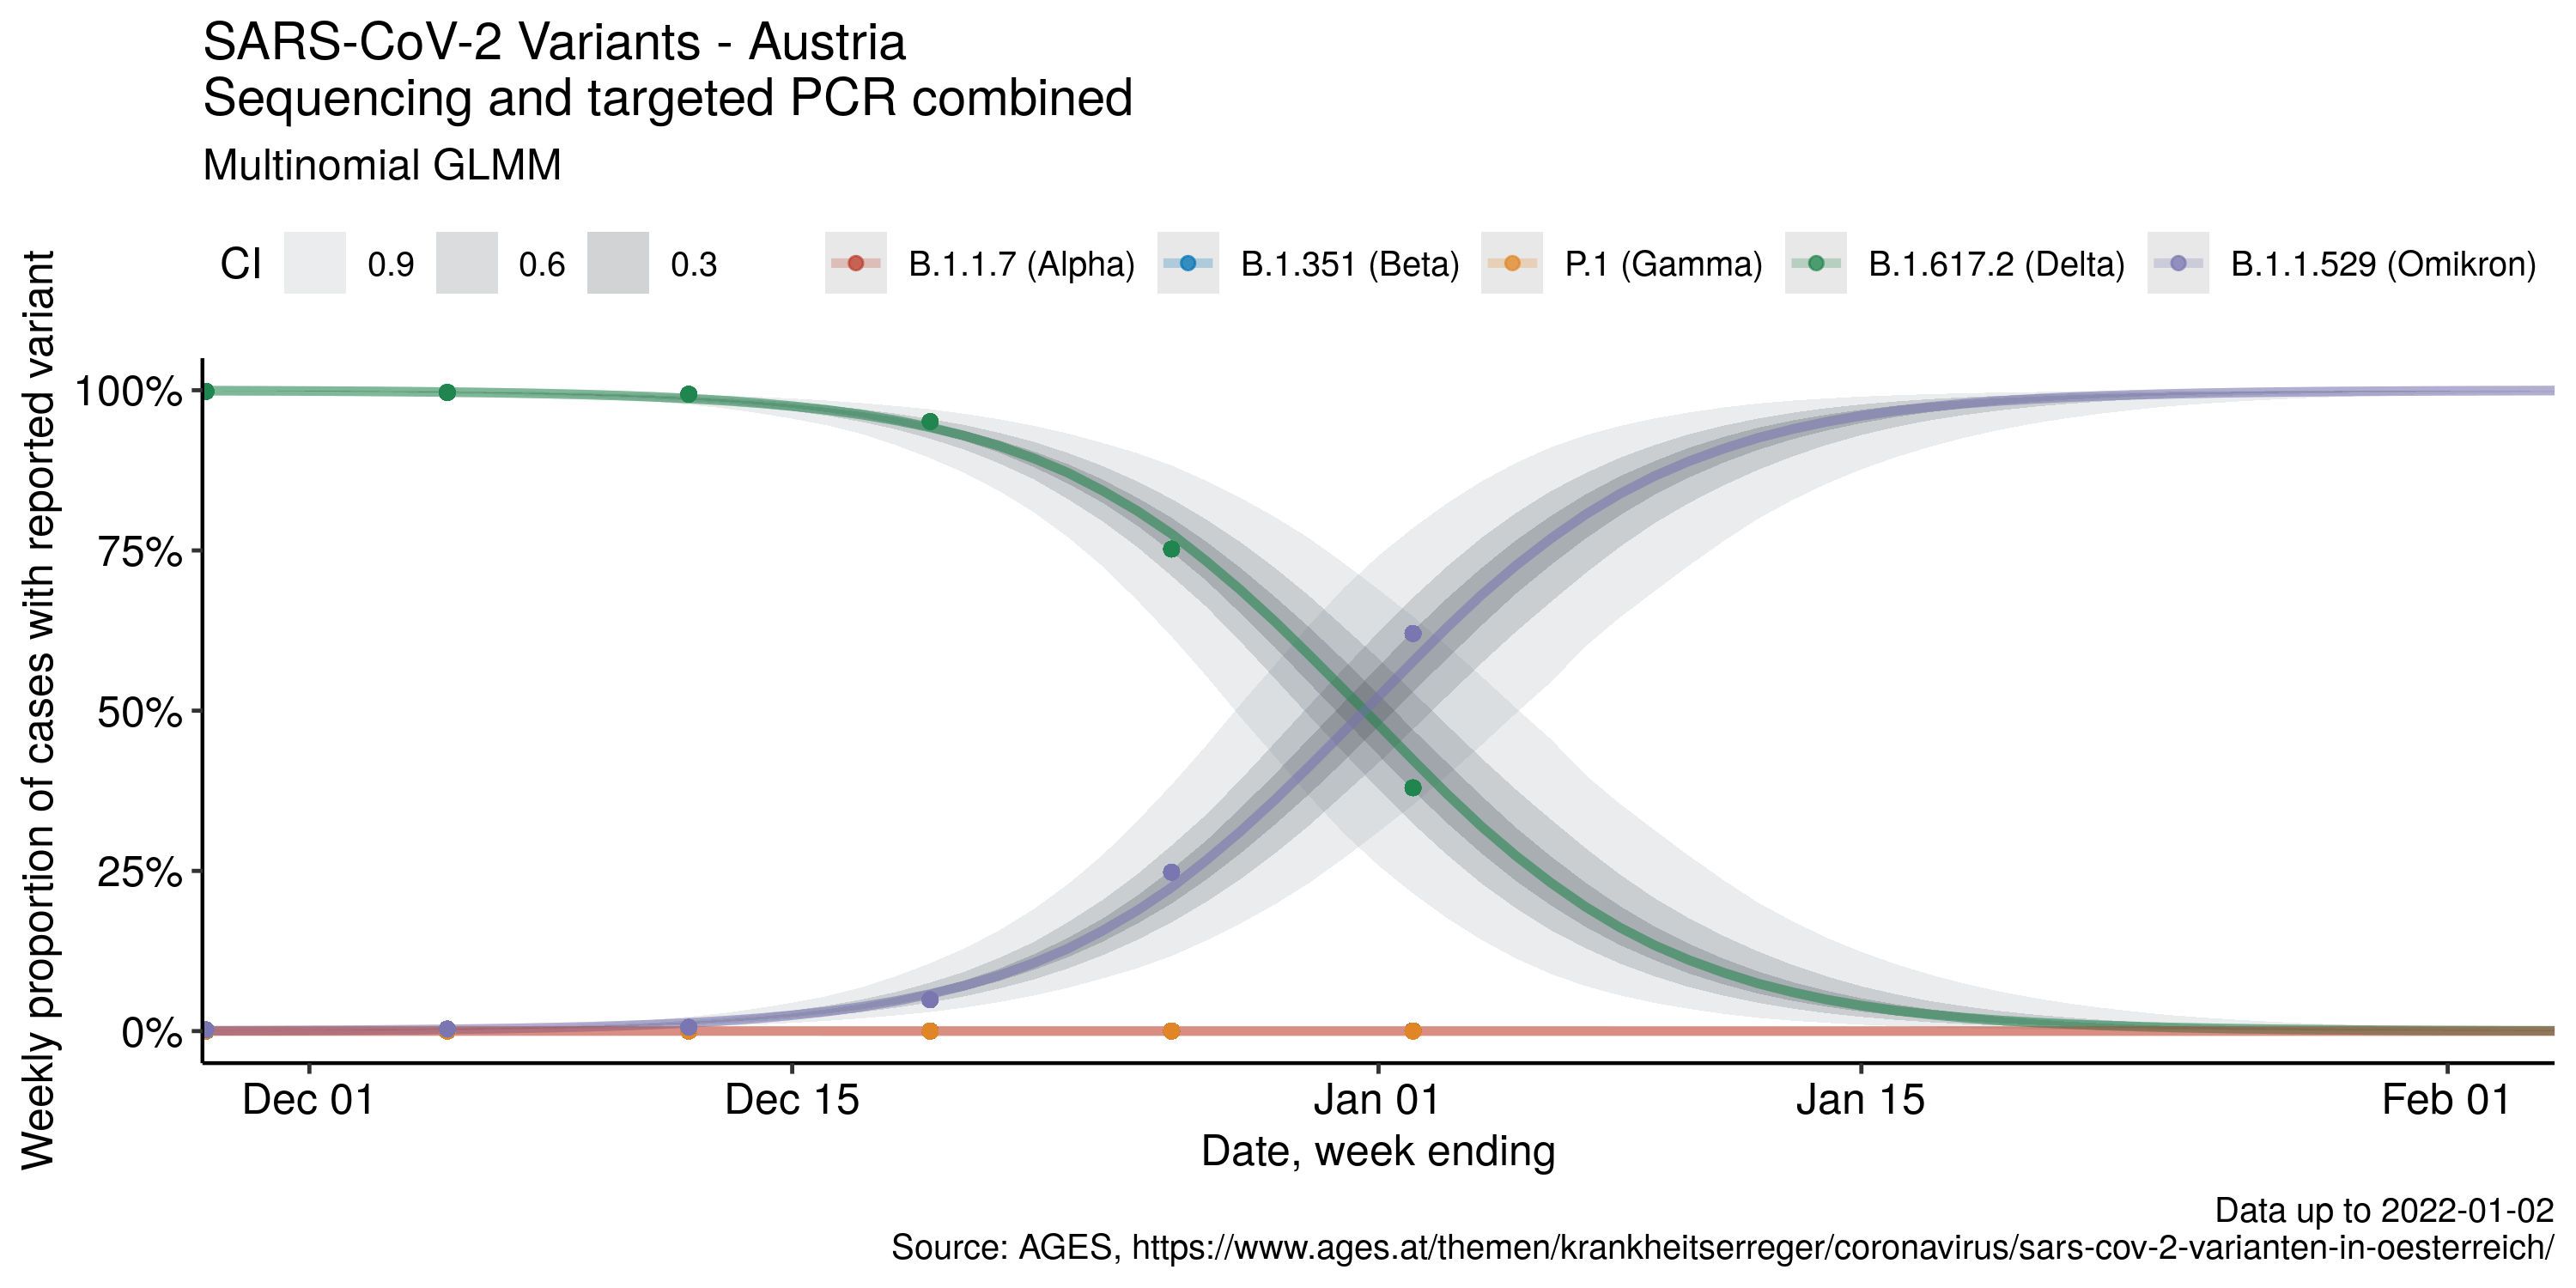 SARS-CoV-2 Variants - Austria
Sequencing and targeted PCR combined
Multinomial GLMM
CI 0.9 0.6 0.3 B.1.1.7 (Alpha) B.1.351 (Beta) P.1 (Gamma) B.1.617.2 (Delta) B.1.1.529 (Omikron)
Weekly proportion of cases with reported variant
100%
75%
50%
25%
0%
Dec 01 Dec 15 Jan 01 Jan 15 Feb 01
Date, week ending
Data up to 2022-01-02
Source: AGES, https://www.ages.at/themen/krankheitserreger/coronavirus/sars-cov-2-varianten-in-oesterreich/